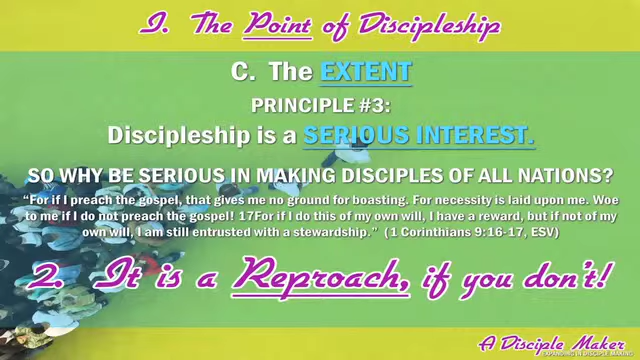 I. The Point of Discipleship
C. The EXTENT
PRINCIPLE #3:
Discipleship is a SERIOUS INTEREST.
SO WHY BE SERIOUS IN MAKING DISCIPLES OF ALL NATIONS?
“For if I preach the gospel, that gives me no ground for boasting. For necessity is laid upon me. Woe
to me if I do not preach the gospel! 17For if I do this of my own will, I have a reward, but if not of my
own will, I am still entrusted with a stewardship.” (1 Corinthians 9:16-17, ESV)
2. It is a Reproach, if you don't!
A Disciple Maker
EXPANDING IN DISCIPLE-MAKING